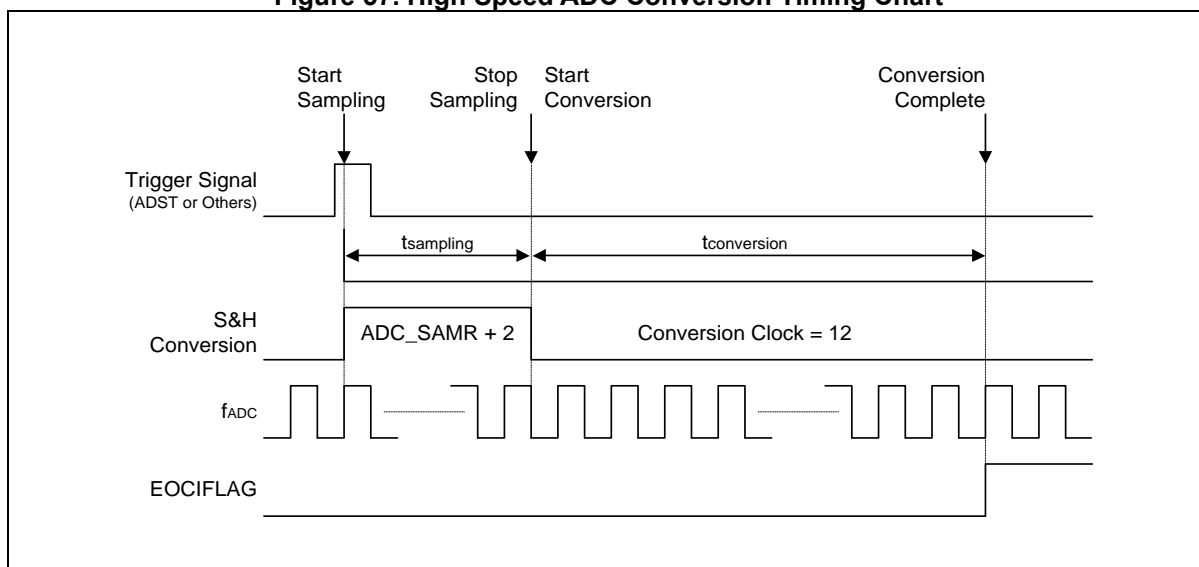 Figure 67. High Speed ADC Conversion Timing Chart
Start
Sampling
Stop
Sampling
Start
Conversion
Conversion
Complete
Trigger Signal
(ADST or Others)
tsampling
tconversion
S&H
Conversion
ADC_SAMR + 2
Conversion Clock = 12
fADC
EOCIFLAG